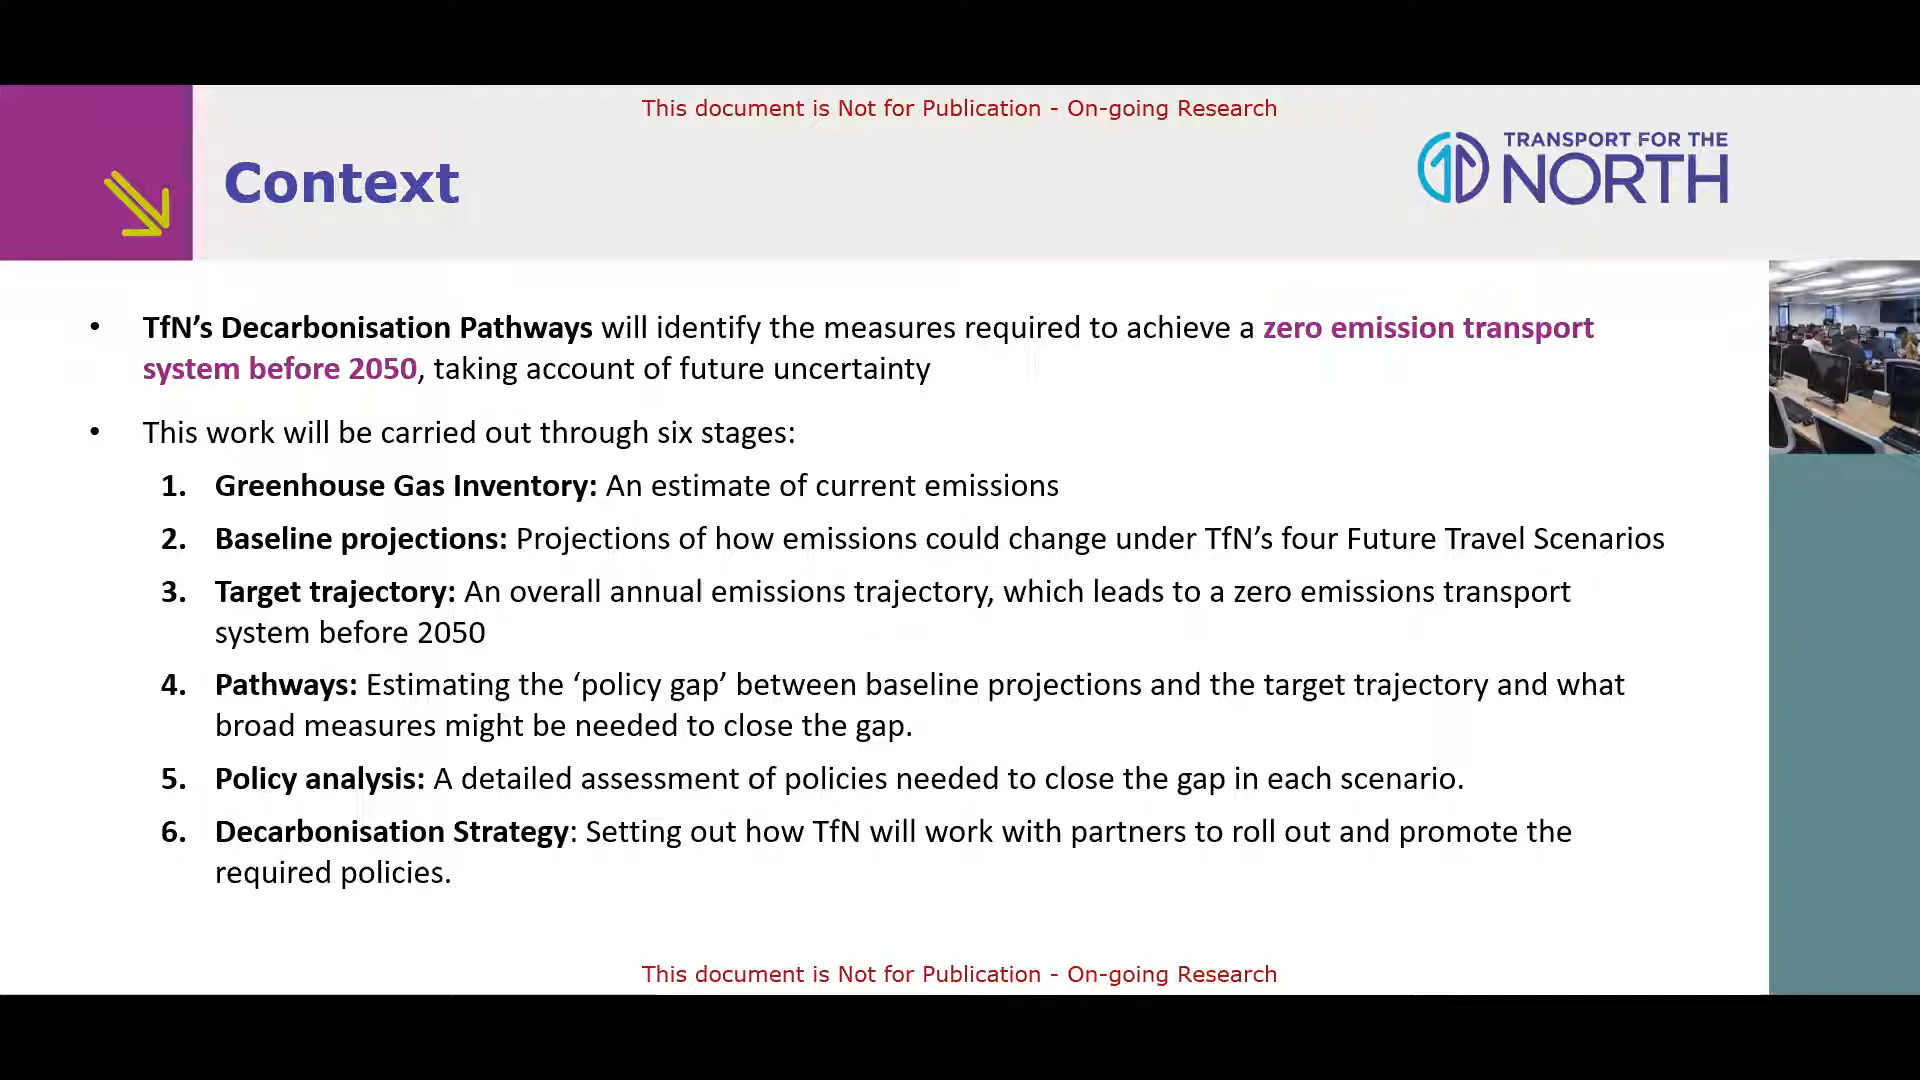 This document is Not for Publication - On-going Research
Context
TRANSPORT FOR THE
NORTH
• TfN’s Decarbonisation Pathways will identify the measures required to achieve a zero emission transport
system before 2050, taking account of future uncertainty
• This work will be carried out through six stages:
1. Greenhouse Gas Inventory: An estimate of current emissions
2. Baseline projections: Projections of how emissions could change under TfN’s four Future Travel Scenarios
3. Target trajectory: An overall annual emissions trajectory, which leads to a zero emissions transport
system before 2050
4. Pathways: Estimating the ‘policy gap’ between baseline projections and the target trajectory and what
broad measures might be needed to close the gap.
5. Policy analysis: A detailed assessment of policies needed to close the gap in each scenario.
6. Decarbonisation Strategy: Setting out how TfN will work with partners to roll out and promote the
required policies.
This document is Not for Publication - On-going Research